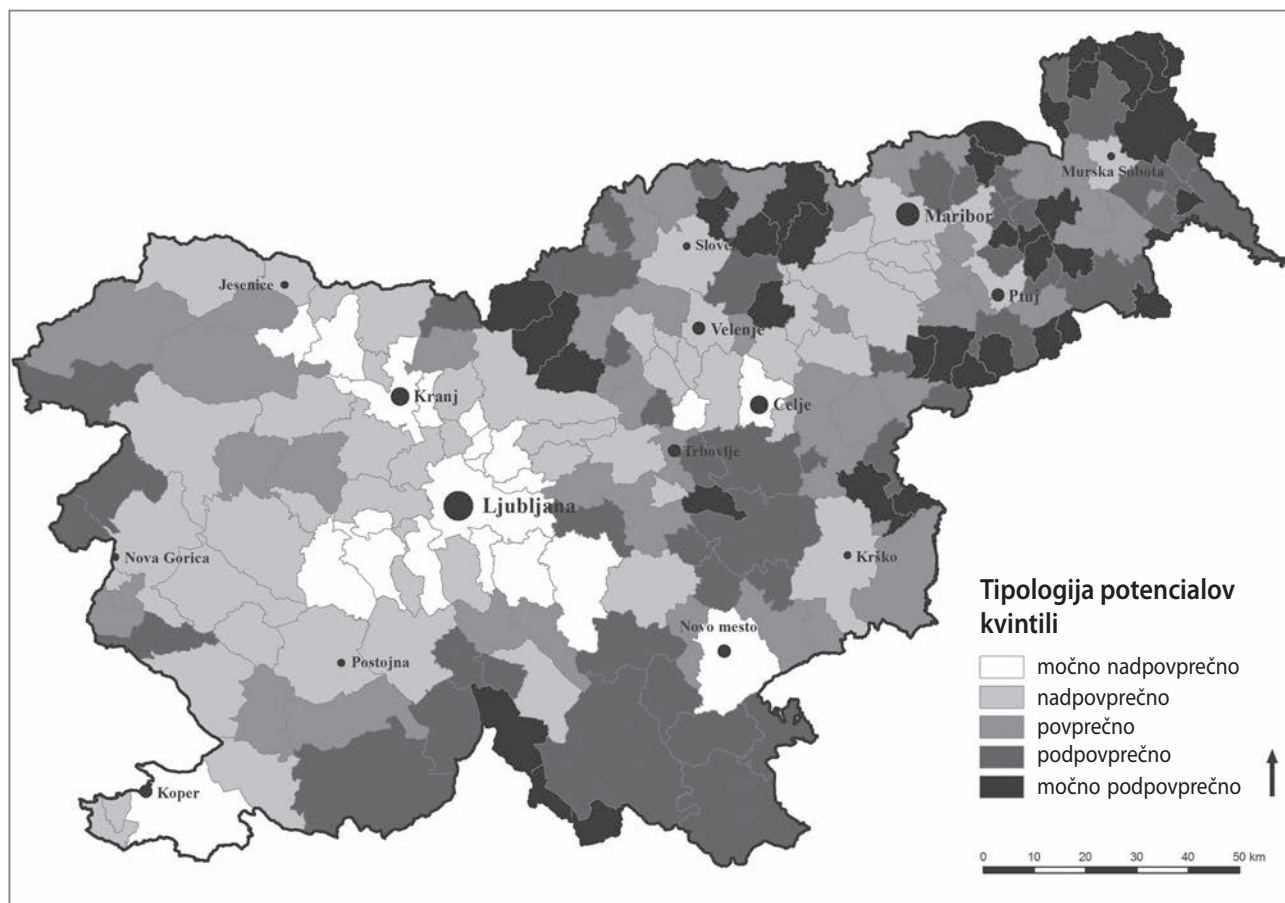 Murska Sobota
Maribor
Slove
Jesenice
Ptuj
Velenje
Kranj
Celje
Trbovlje
Ljubljana
Nova Gorica
Krško
Novo mesto
Postojna
Koper
Tipologija potencialov
kvintili
močno nadpovprečno
nadpovprečno
povprečno
podpovprečno
močno podpovprečno
0 10 20 30 40 50 km